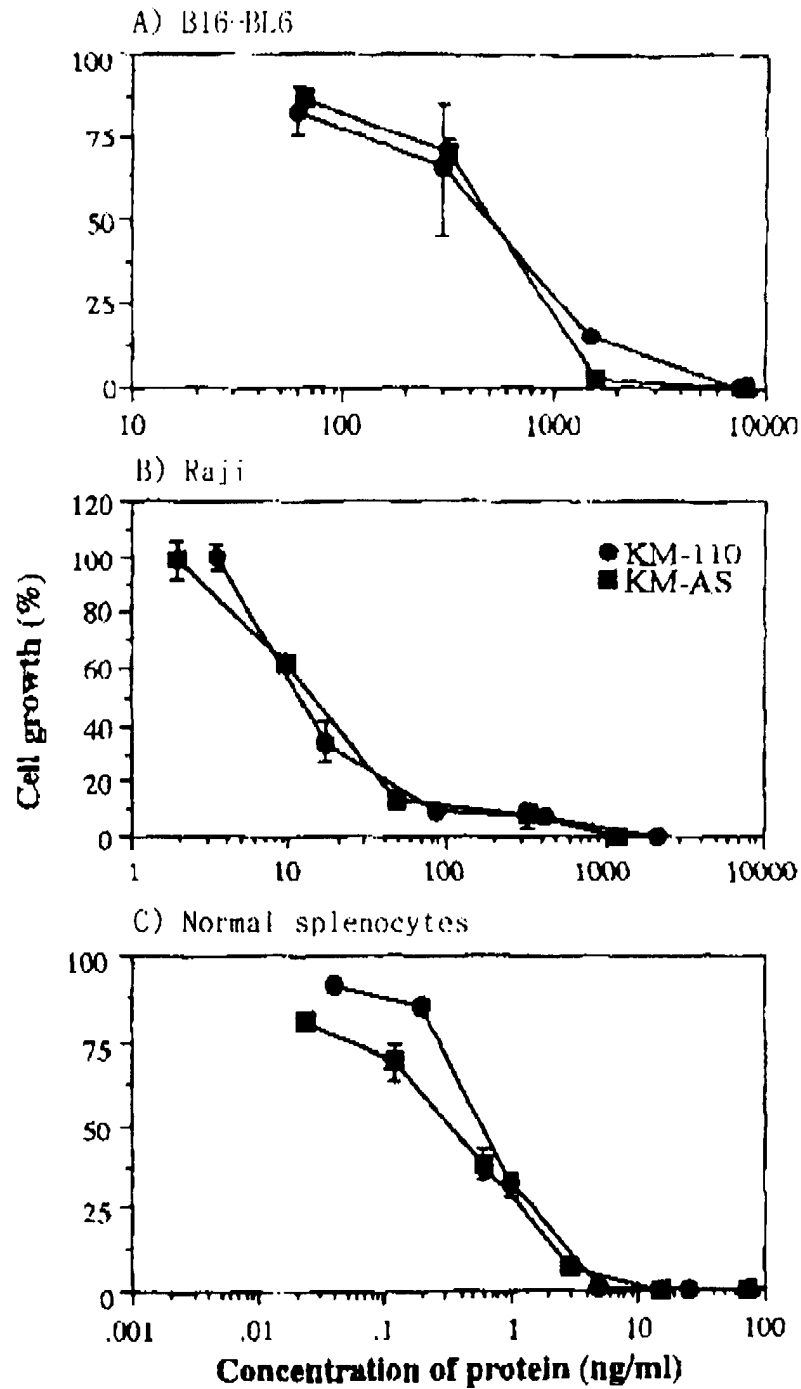 A) B16-BL6
100
75
50
25
0
10 100 1000 10000
B) Raji
120
100
80
60
40
20
0
KM-110
KM-AS
1 10 100 1000 10000
Cell growth (%)
C) Normal splenocytes
100
75
50
25
0
.001 .01 .1 1 10 100
Concentration of protein (ng/ml)